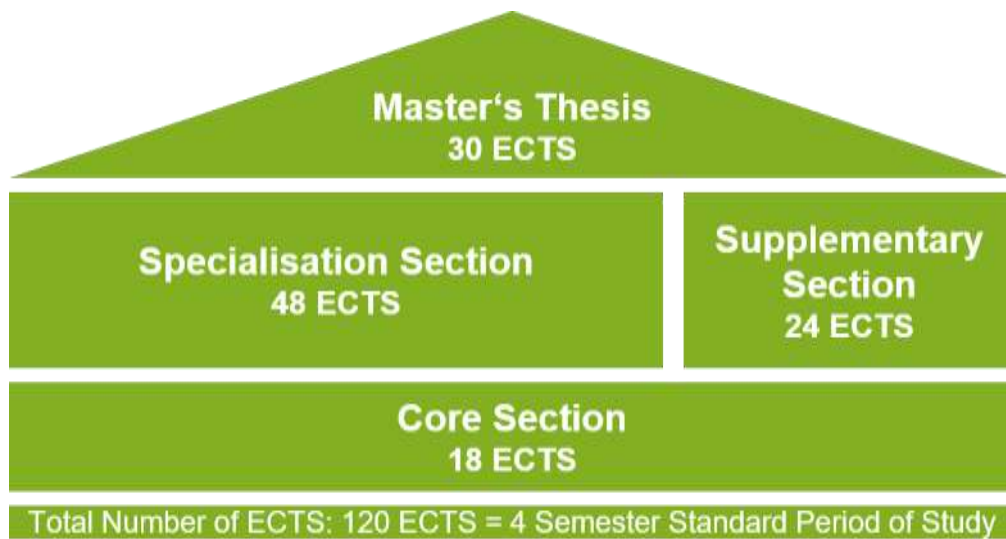 Master‘s Thesis
30 ECTS
Specialisation Section
48 ECTS
Supplementary
Section
24 ECTS
Core Section
18 ECTS
Total Number of ECTS: 120 ECTS = 4 Semester Standard Period of Study